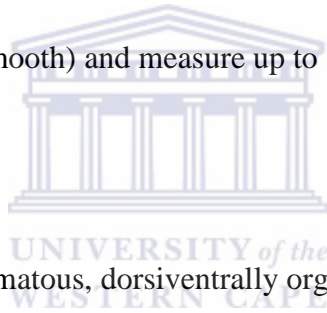 nooth) and measure up to
UNIVERSITY of the
matous, dorsiventrally org
WESTERN CAPE